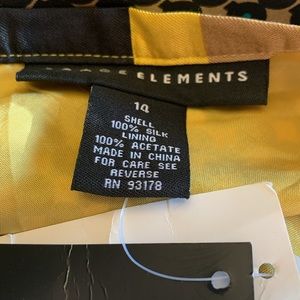 ELEMENTS
14
SHELL
100% SILK
LINING
100% ACETATE
MADE IN CHINA
FOR CARE SEE
REVERSE
RN 93178